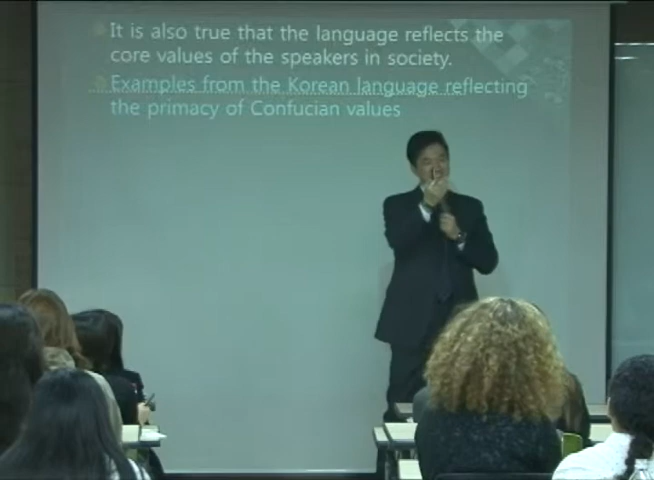 It is also true that the language reflects the
core values of the speakers in society.
Examples from the Korean language reflecting
the primacy of Confucian values